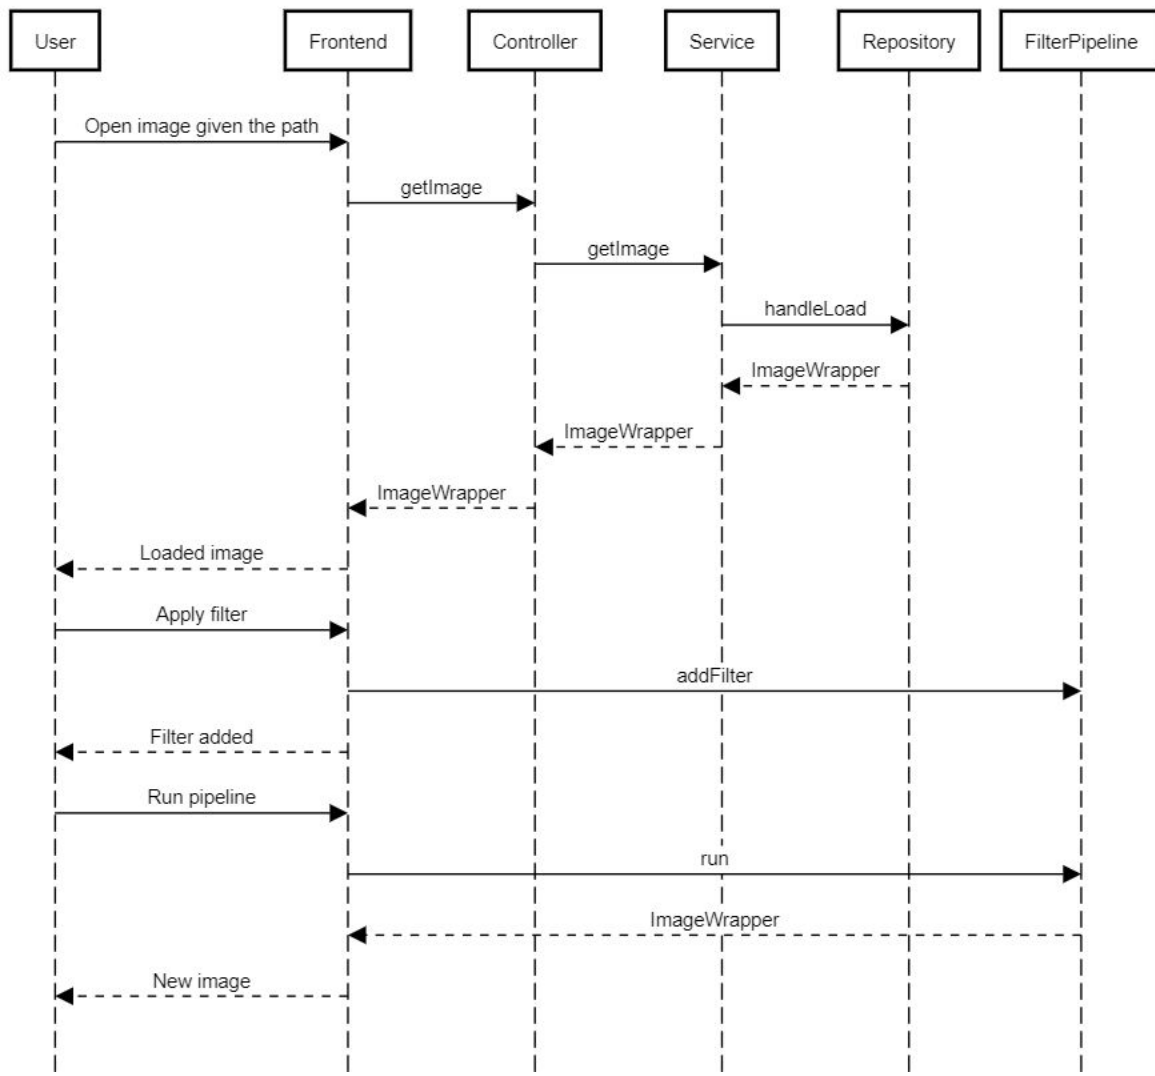 User
Frontend
Controller
Service
Repository
FilterPipeline
Open image given the path
getImage
getImage
handleLoad
ImageWrapper
ImageWrapper
ImageWrapper
Loaded image
Apply filter
addFilter
Filter added
Run pipeline
run
ImageWrapper
New image